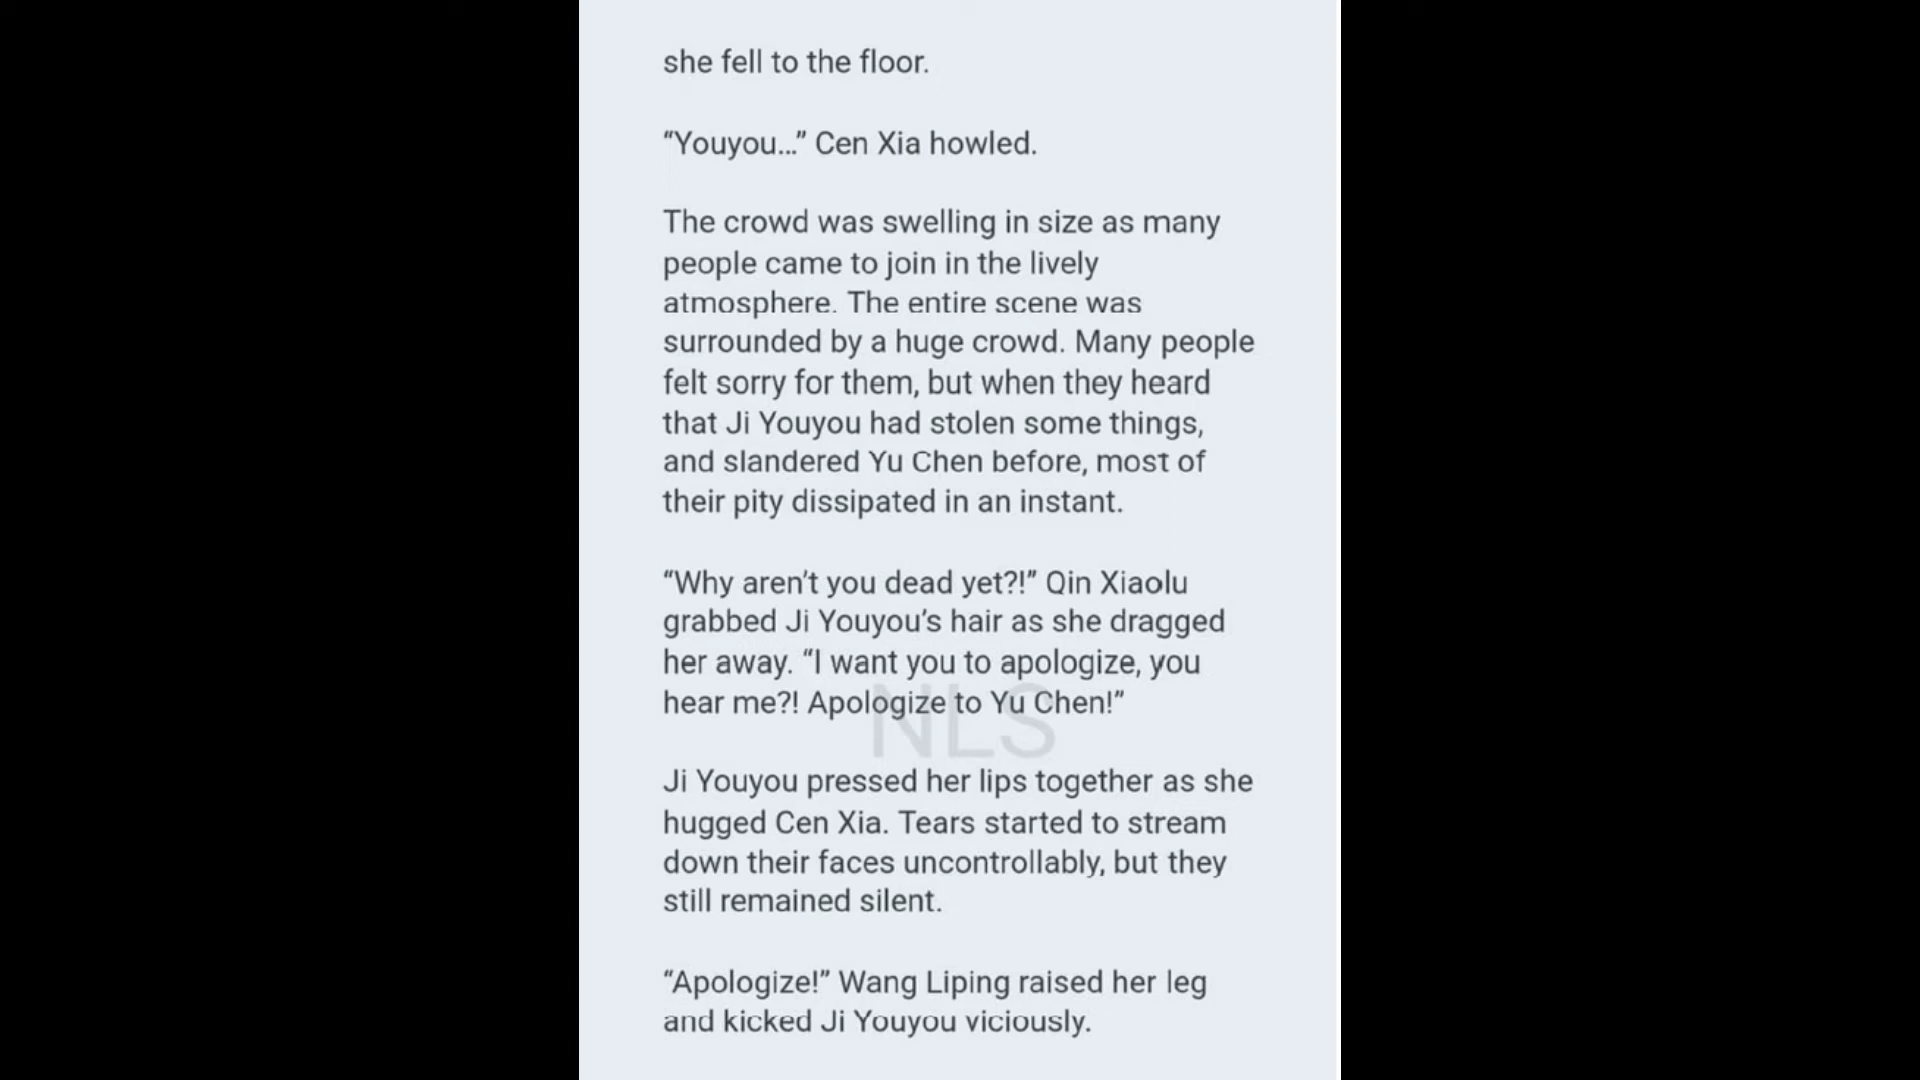 she fell to the floor.
“Youyou…” Cen Xia howled.
The crowd was swelling in size as many
people came to join in the lively
atmosphere. The entire scene was
surrounded by a huge crowd. Many people
felt sorry for them, but when they heard
that Ji Youyou had stolen some things,
and slandered Yu Chen before, most of
their pity dissipated in an instant.
“Why aren’t you dead yet?!” Qin Xiaolu
grabbed Ji Youyou’s hair as she dragged
her away. “I want you to apologize, you
hear me?! Apologize to Yu Chen!”
NLS
Ji Youyou pressed her lips together as she
hugged Cen Xia. Tears started to stream
down their faces uncontrollably, but they
still remained silent.
“Apologize!” Wang Liping raised her leg
and kicked Ji Youyou viciously.